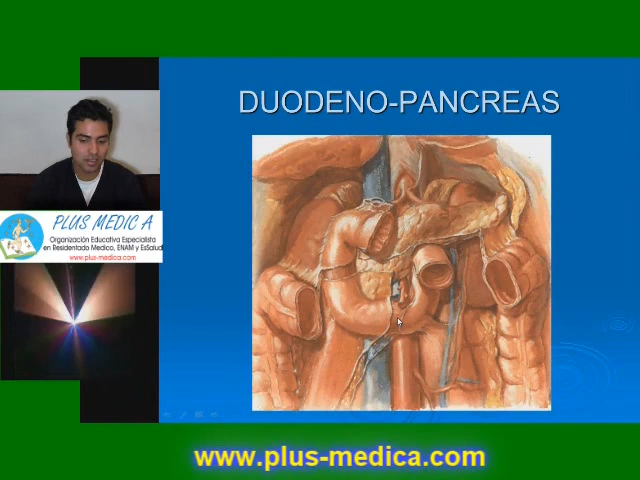 DUODENO-PANCREAS
PLUS MEDIC A
Organización Educativa Especialista
en Residentado Medico, ENAM y EsSalud
www.plus-medica.com
www.plus-medica.com